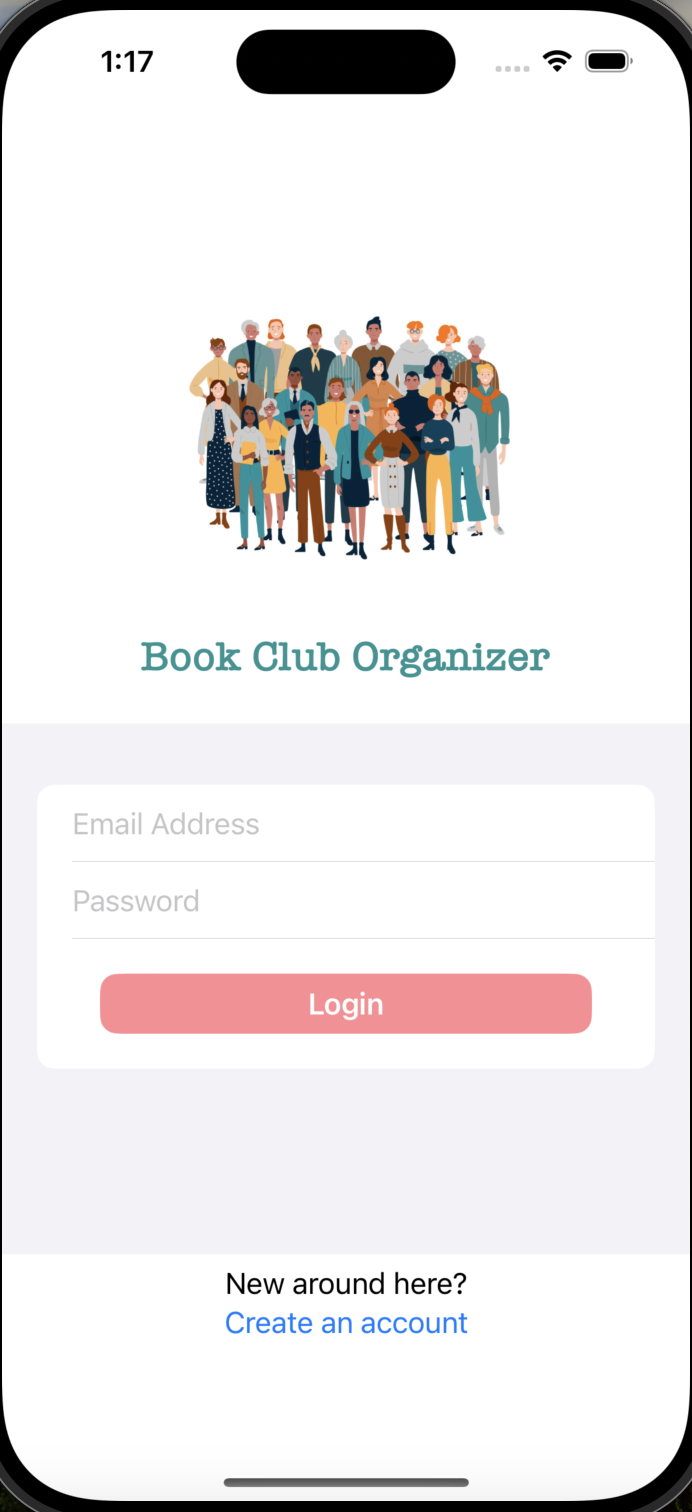 1:17
Book Club Organizer
Email Address
Password
Login
New around here?
Create an account